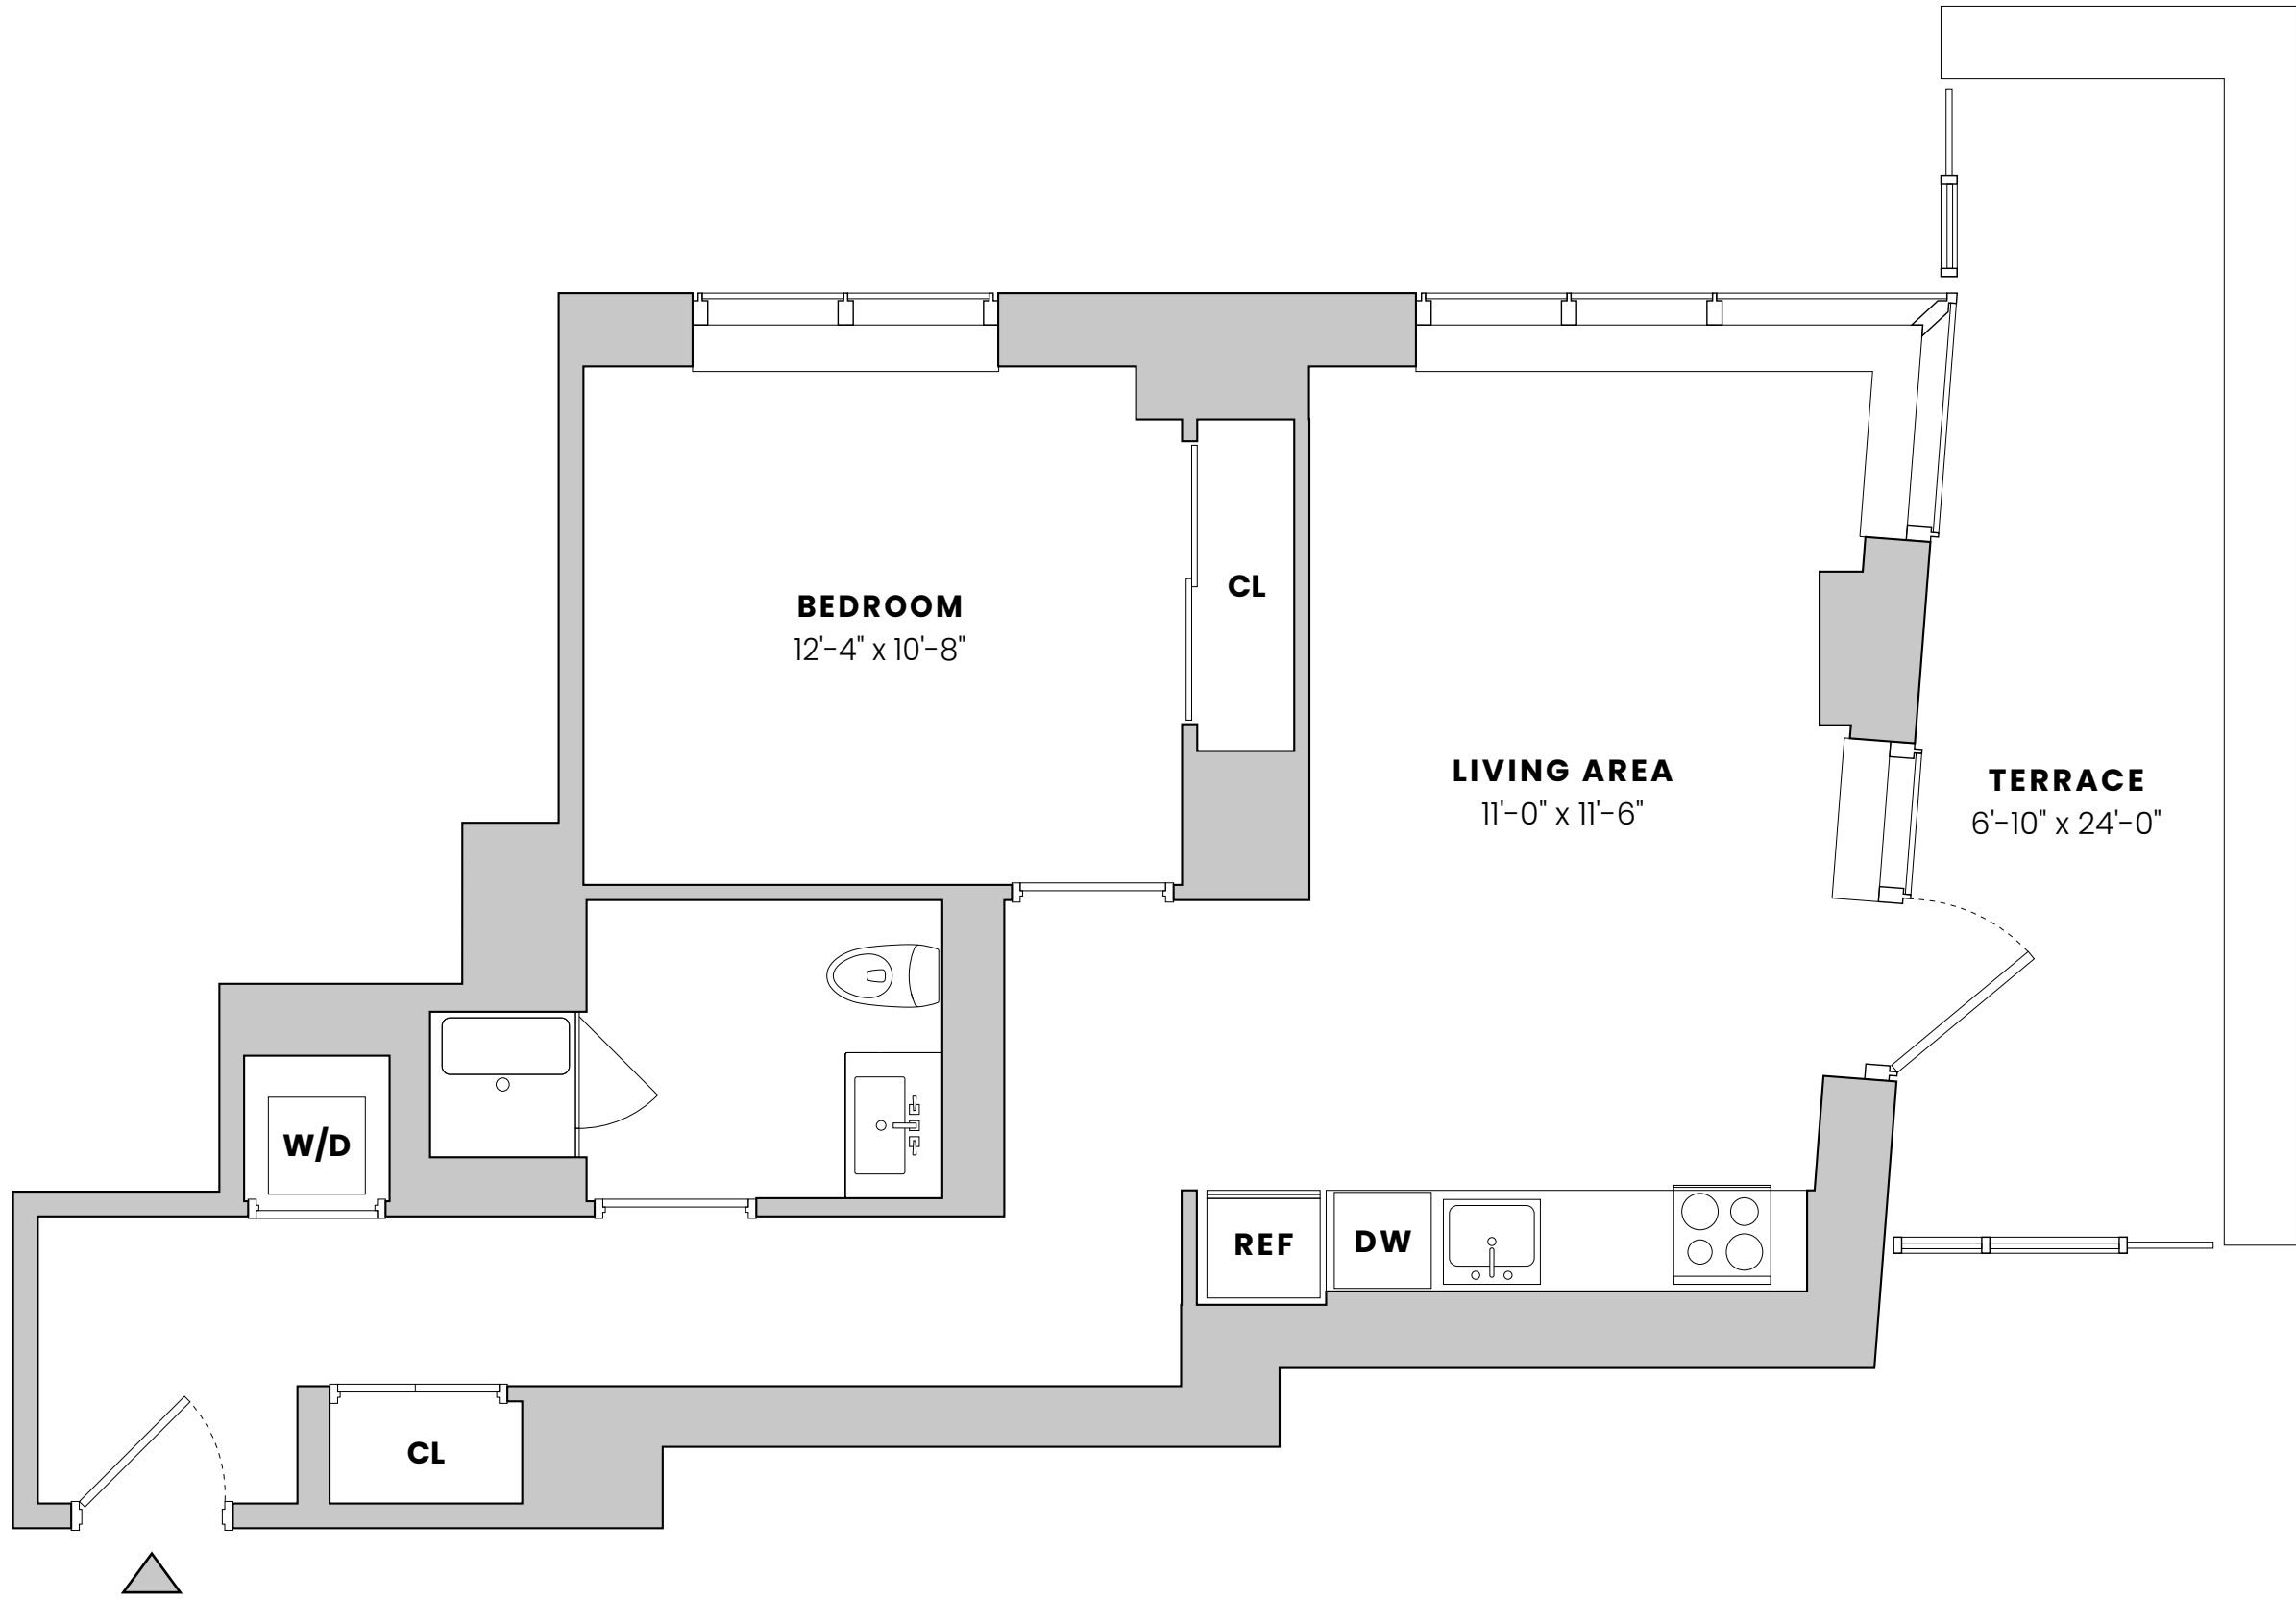 BEDROOM
12'-4" x 10'-8"
CL
LIVING AREA
11'-0" x 11'-6"
TERRACE
6'-10" x 24'-0"
W/D
REF
DW
CL